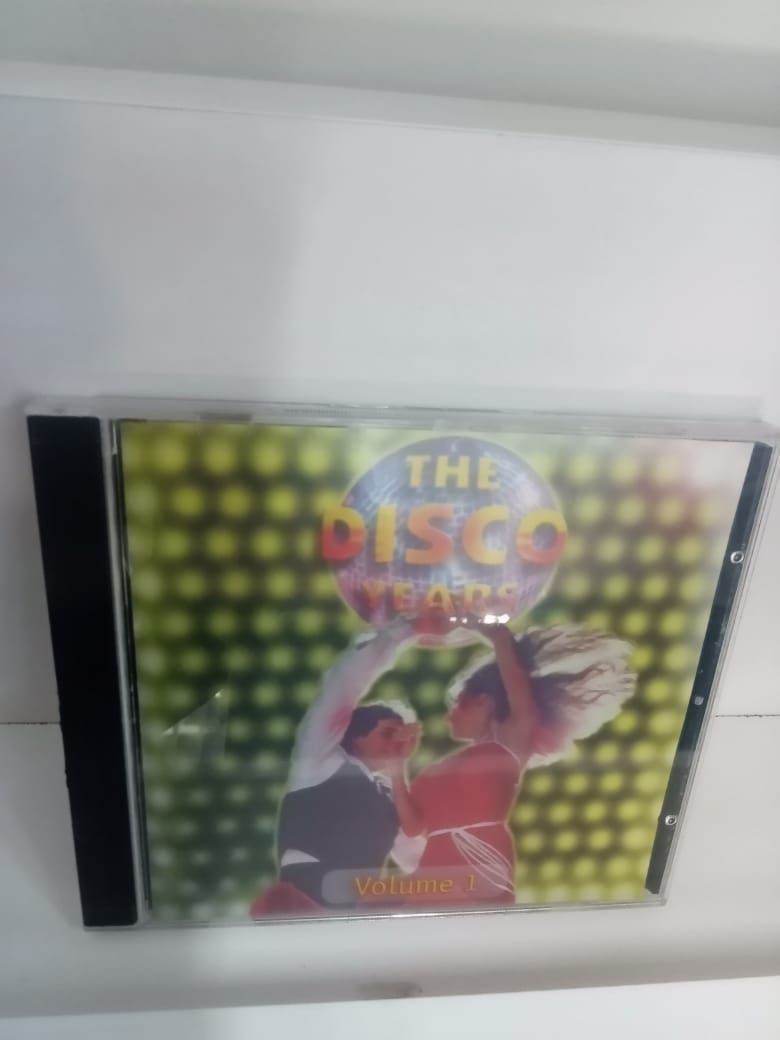 THE
DISCO
YEARS
Volume 1